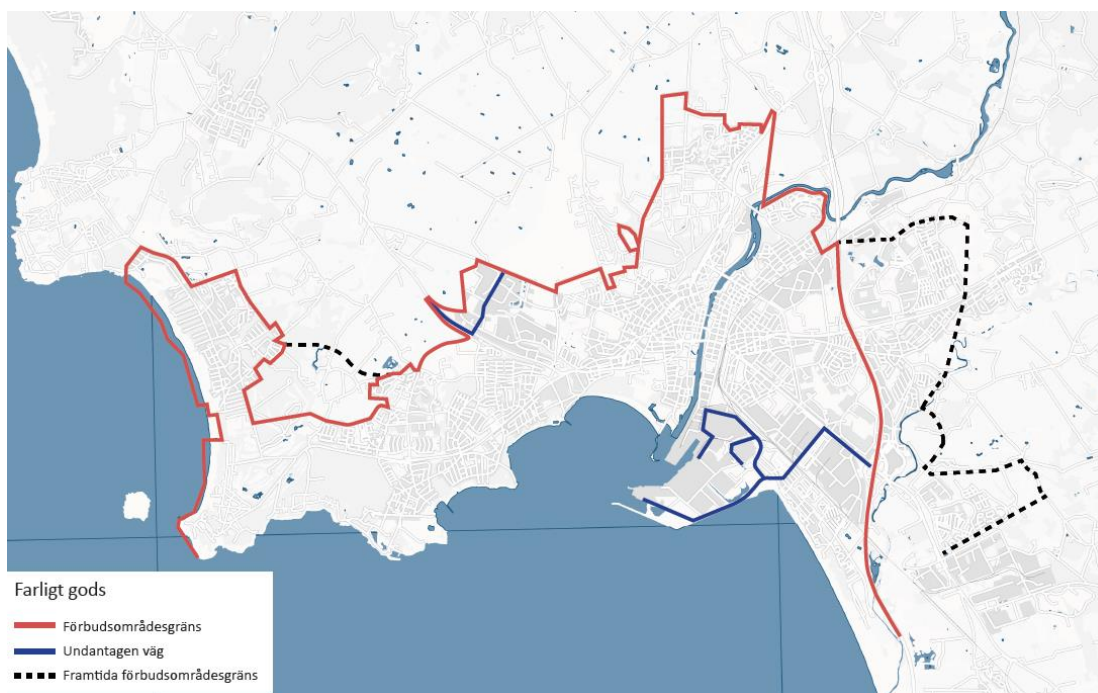 Farligt gods
Förbudsområdesgräns
Undantagen väg
Framtida förbudsområdesgräns